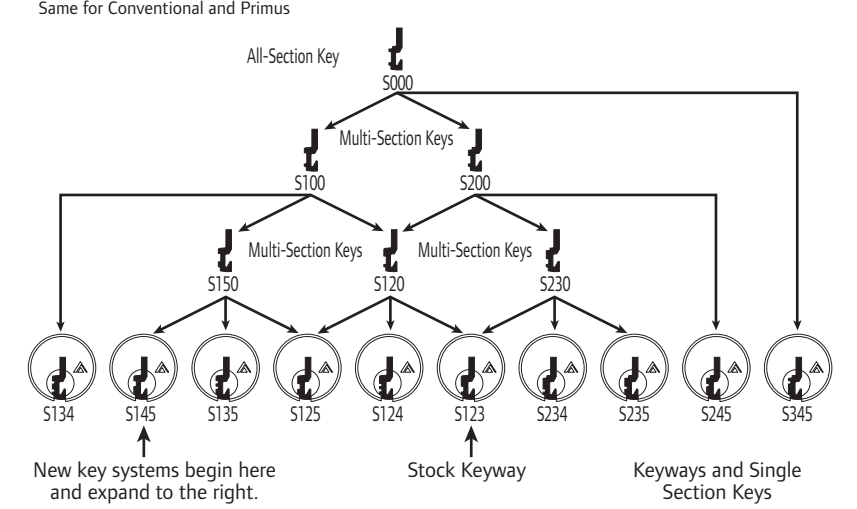 Same for Conventional and Primus
All-Section Key
S000
Multi-Section Keys
S100
S200
Multi-Section Keys
Multi-Section Keys
S150
S120
S230
S134
S145
S135
S125
S124
S123
S234
S235
S245
S345
New key systems begin here
and expand to the right.
Stock Keyway
Keyways and Single
Section Keys